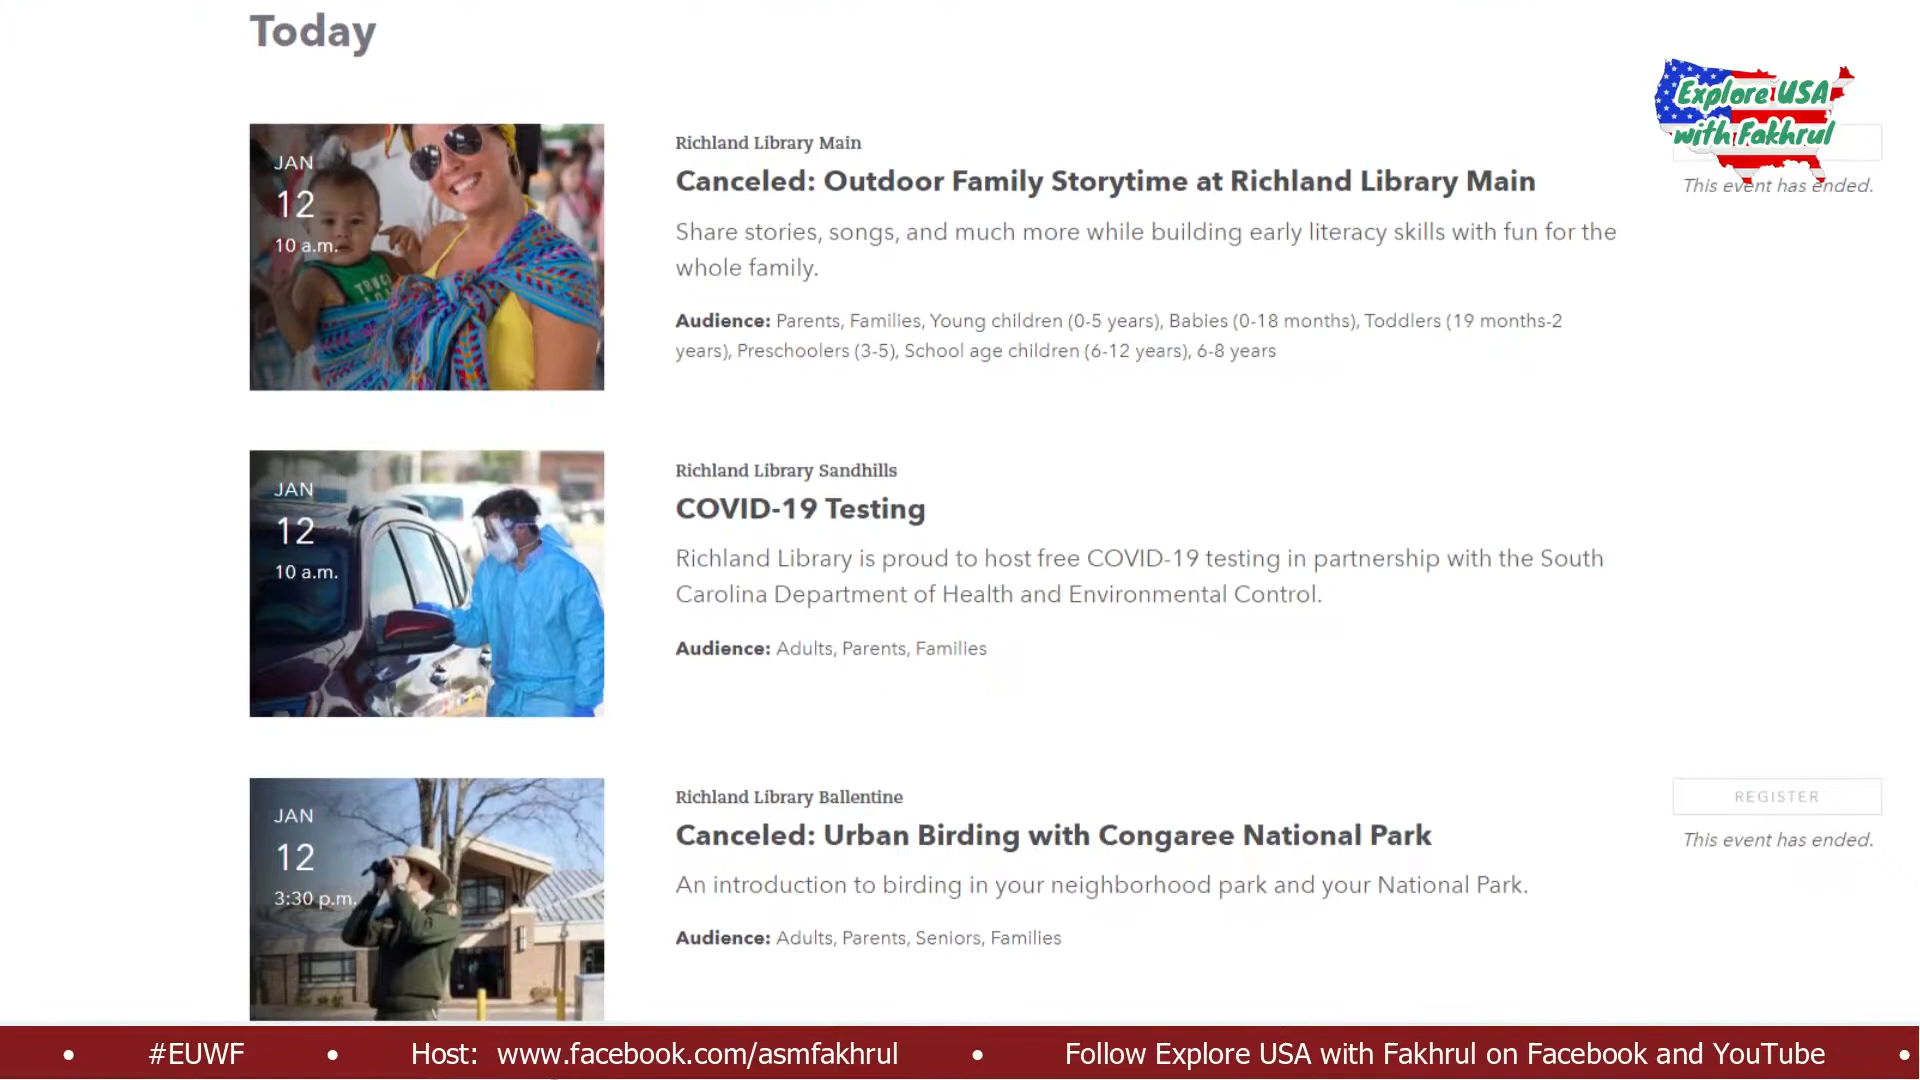 Today
Explore USA
with Fakhrul
JAN
12
10 a.m.
Richland Library Main
Canceled: Outdoor Family Storytime at Richland Library Main
This event has ended.
Share stories, songs, and much more while building early literacy skills with fun for the
whole family.
Audience: Parents, Families, Young children (0-5 years), Babies (0-18 months), Toddlers (19 months-2
years), Preschoolers (3-5), School age children (6-12 years), 6-8 years
JAN
12
10 a.m.
Richland Library Sandhills
COVID-19 Testing
Richland Library is proud to host free COVID-19 testing in partnership with the South
Carolina Department of Health and Environmental Control.
Audience: Adults, Parents, Families
JAN
12
3:30 p.m.
Richland Library Ballentine
Canceled: Urban Birding with Congaree National Park
REGISTER
This event has ended.
An introduction to birding in your neighborhood park and your National Park.
Audience: Adults, Parents, Seniors, Families
• #EUWF • Host: www.facebook.com/asmfakhrul • Follow Explore USA with Fakhrul on Facebook and YouTube •